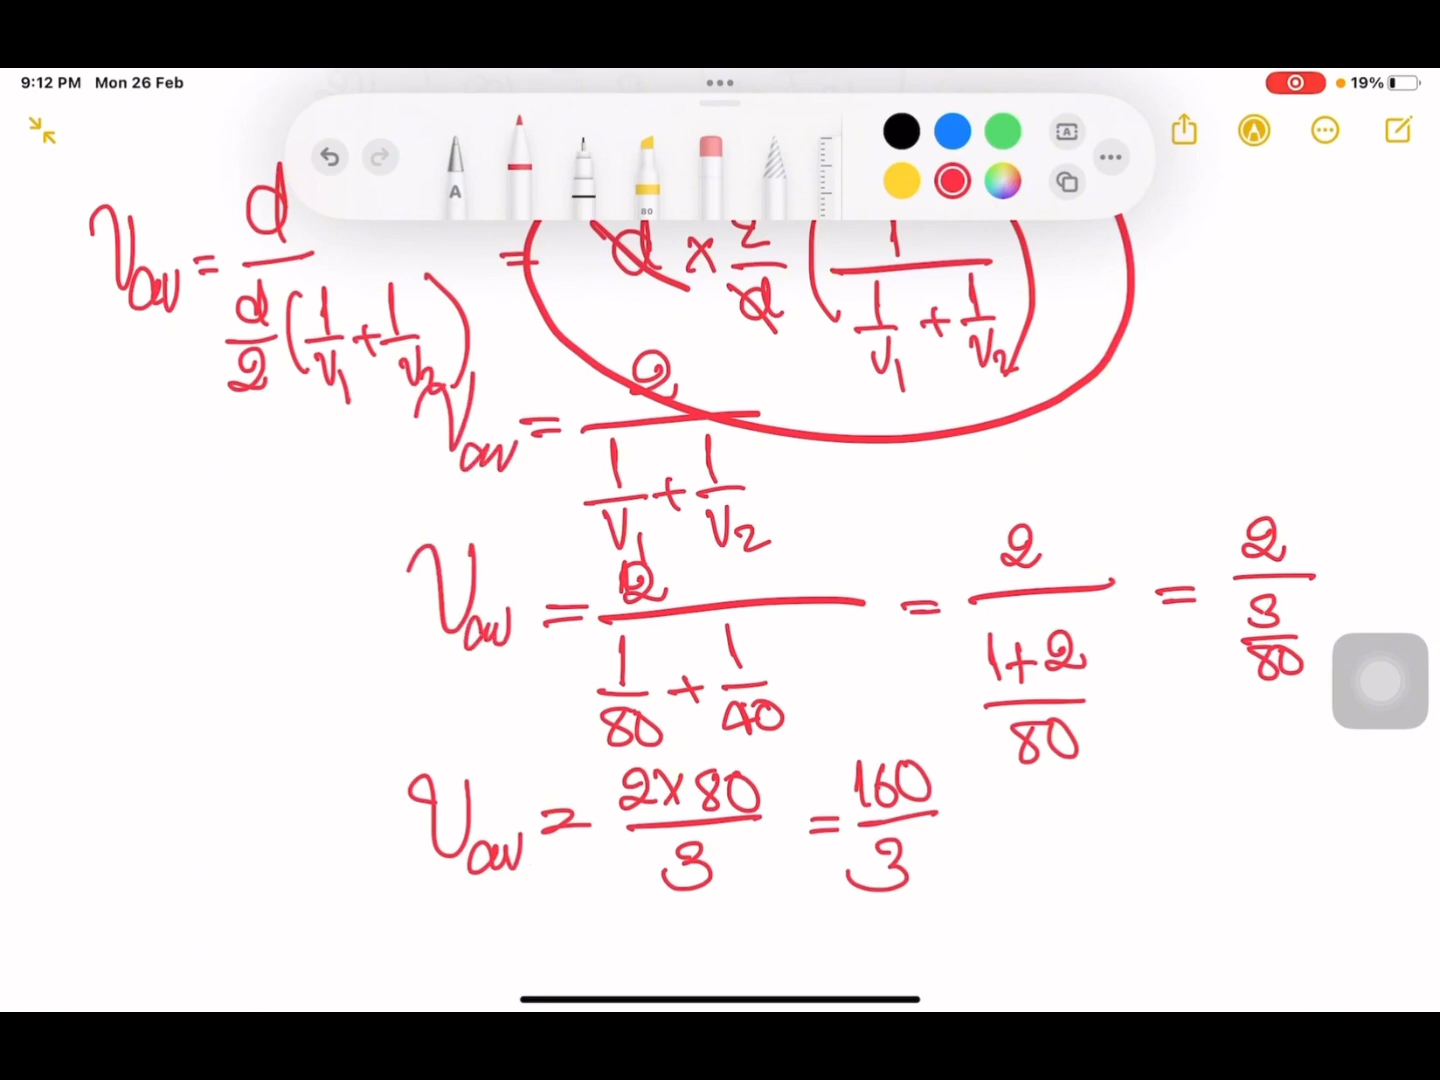 9:12 PM Mon 26 Feb
19%
A
80
A
Vav = d / d/2 (1/V1 + 1/V2) = d × 2/d (1 / 1/V1 + 1/V2)
Vav = 2 / 1/V1 + 1/V2
Vav = 2 / 1/80 + 1/40 = 2 / 1+2/80 = 2 / 3/80
Vav = 2×80/3 = 160/3